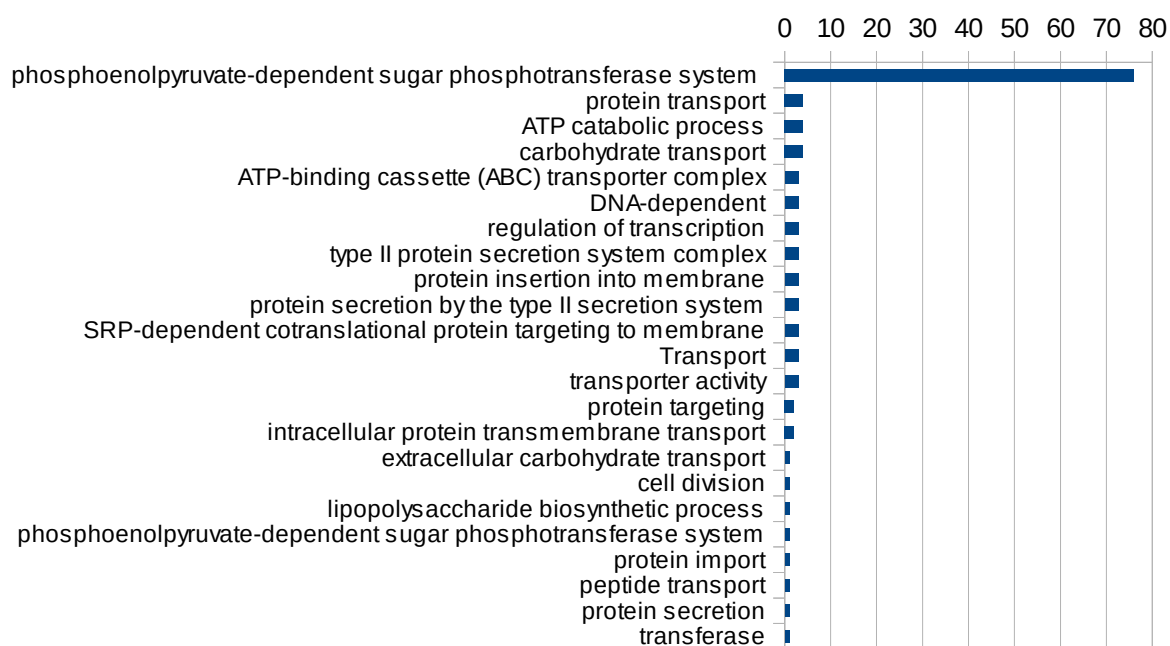 0 10 20 30 40 50 60 70 80
phosphoenolpyruvate-dependent sugar phosphotransferase system
protein transport
ATP catabolic process
carbohydrate transport
ATP-binding cassette (ABC) transporter complex
DNA-dependent
regulation of transcription
type II protein secretion system complex
protein insertion into membrane
protein secretion by the type II secretion system
SRP-dependent cotranslational protein targeting to membrane
Transport
transporter activity
protein targeting
intracellular protein transmembrane transport
extracellular carbohydrate transport
cell division
lipopolysaccharide biosynthetic process
phosphoenolpyruvate-dependent sugar phosphotransferase system
protein import
peptide transport
protein secretion
transferase